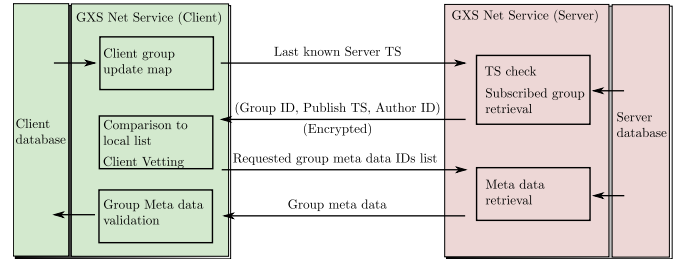 GXS Net Service (Client)
GXS Net Service (Server)
Client database
Client group
update map
Last known Server TS
TS check
Subscribed group
retrieval
(Group ID, Publish TS, Author ID)
(Encrypted)
Comparison to
local list
Client Vetting
Server
database
Requested group meta data IDs list
Meta data
retrieval
Group Meta data
validation
Group meta data